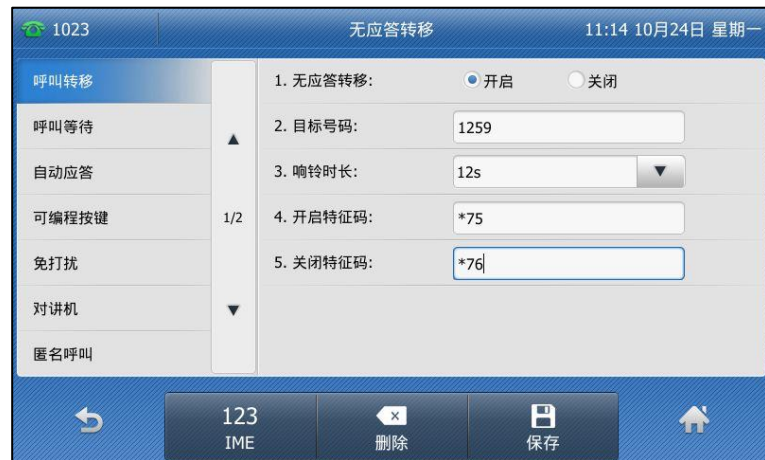 1023 无应答转移 11:14 10月24日 星期一
呼叫转移
呼叫等待
自动应答
可编程按键
免打扰
对讲机
匿名呼叫
1/2
1. 无应答转移: 开启 关闭
2. 目标号码: 1259
3. 响铃时长: 12s
4. 开启特征码: *75
5. 关闭特征码: *76
123
IME
删除
保存